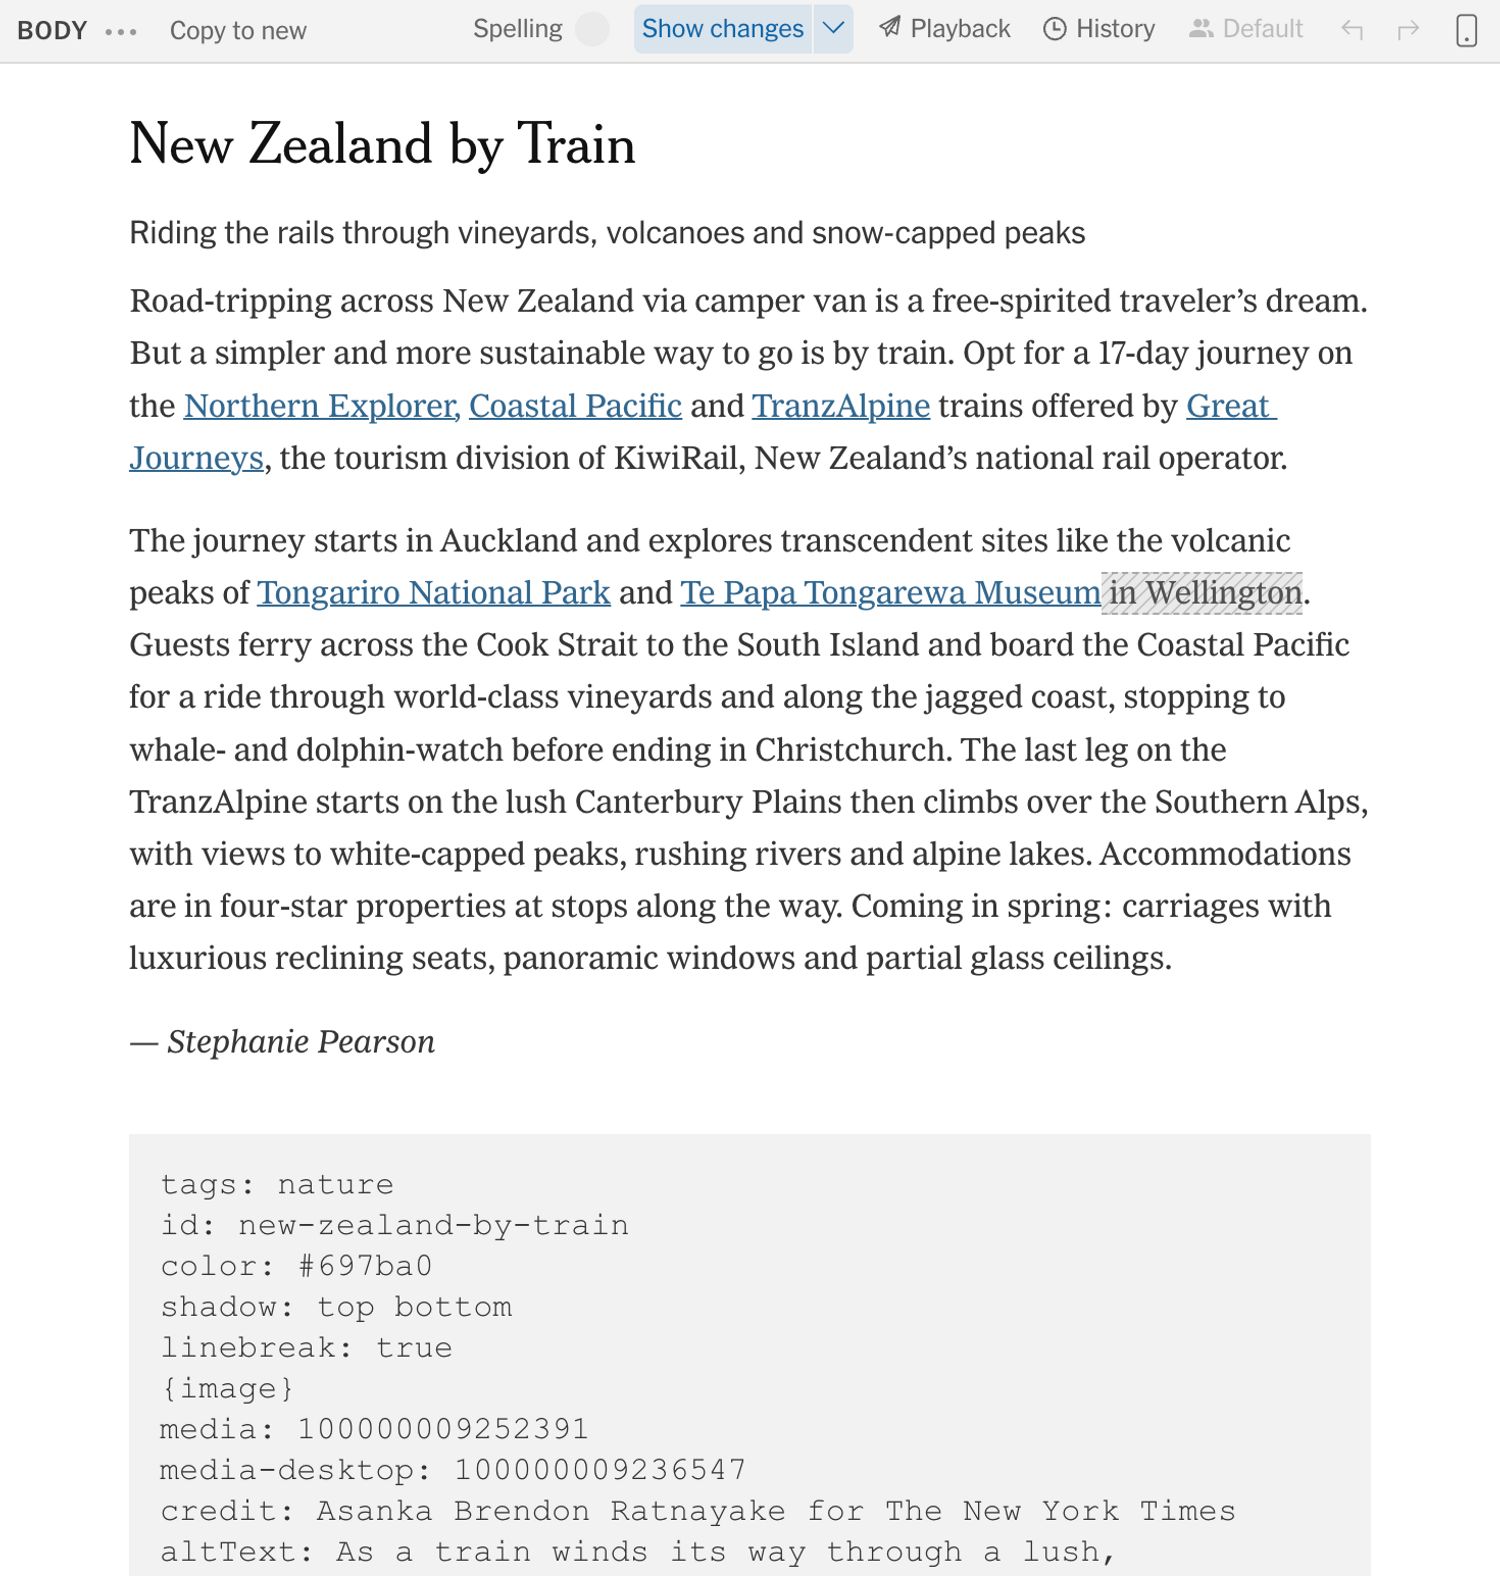 BODY ••• Copy to new Spelling Show changes Playback History Default
New Zealand by Train
Riding the rails through vineyards, volcanoes and snow-capped peaks
Road-tripping across New Zealand via camper van is a free-spirited traveler’s dream.
But a simpler and more sustainable way to go is by train. Opt for a 17-day journey on
the Northern Explorer, Coastal Pacific and TranzAlpine trains offered by Great
Journeys, the tourism division of KiwiRail, New Zealand’s national rail operator.
The journey starts in Auckland and explores transcendent sites like the volcanic
peaks of Tongariro National Park and Te Papa Tongarewa Museum in Wellington.
Guests ferry across the Cook Strait to the South Island and board the Coastal Pacific
for a ride through world-class vineyards and along the jagged coast, stopping to
whale- and dolphin-watch before ending in Christchurch. The last leg on the
TranzAlpine starts on the lush Canterbury Plains then climbs over the Southern Alps,
with views to white-capped peaks, rushing rivers and alpine lakes. Accommodations
are in four-star properties at stops along the way. Coming in spring: carriages with
luxurious reclining seats, panoramic windows and partial glass ceilings.
— Stephanie Pearson
tags: nature
id: new-zealand-by-train
color: #697ba0
shadow: top bottom
linebreak: true
{image}
media: 100000009252391
media-desktop: 100000009236547
credit: Asanka Brendon Ratnayake for The New York Times
altText: As a train winds its way through a lush,